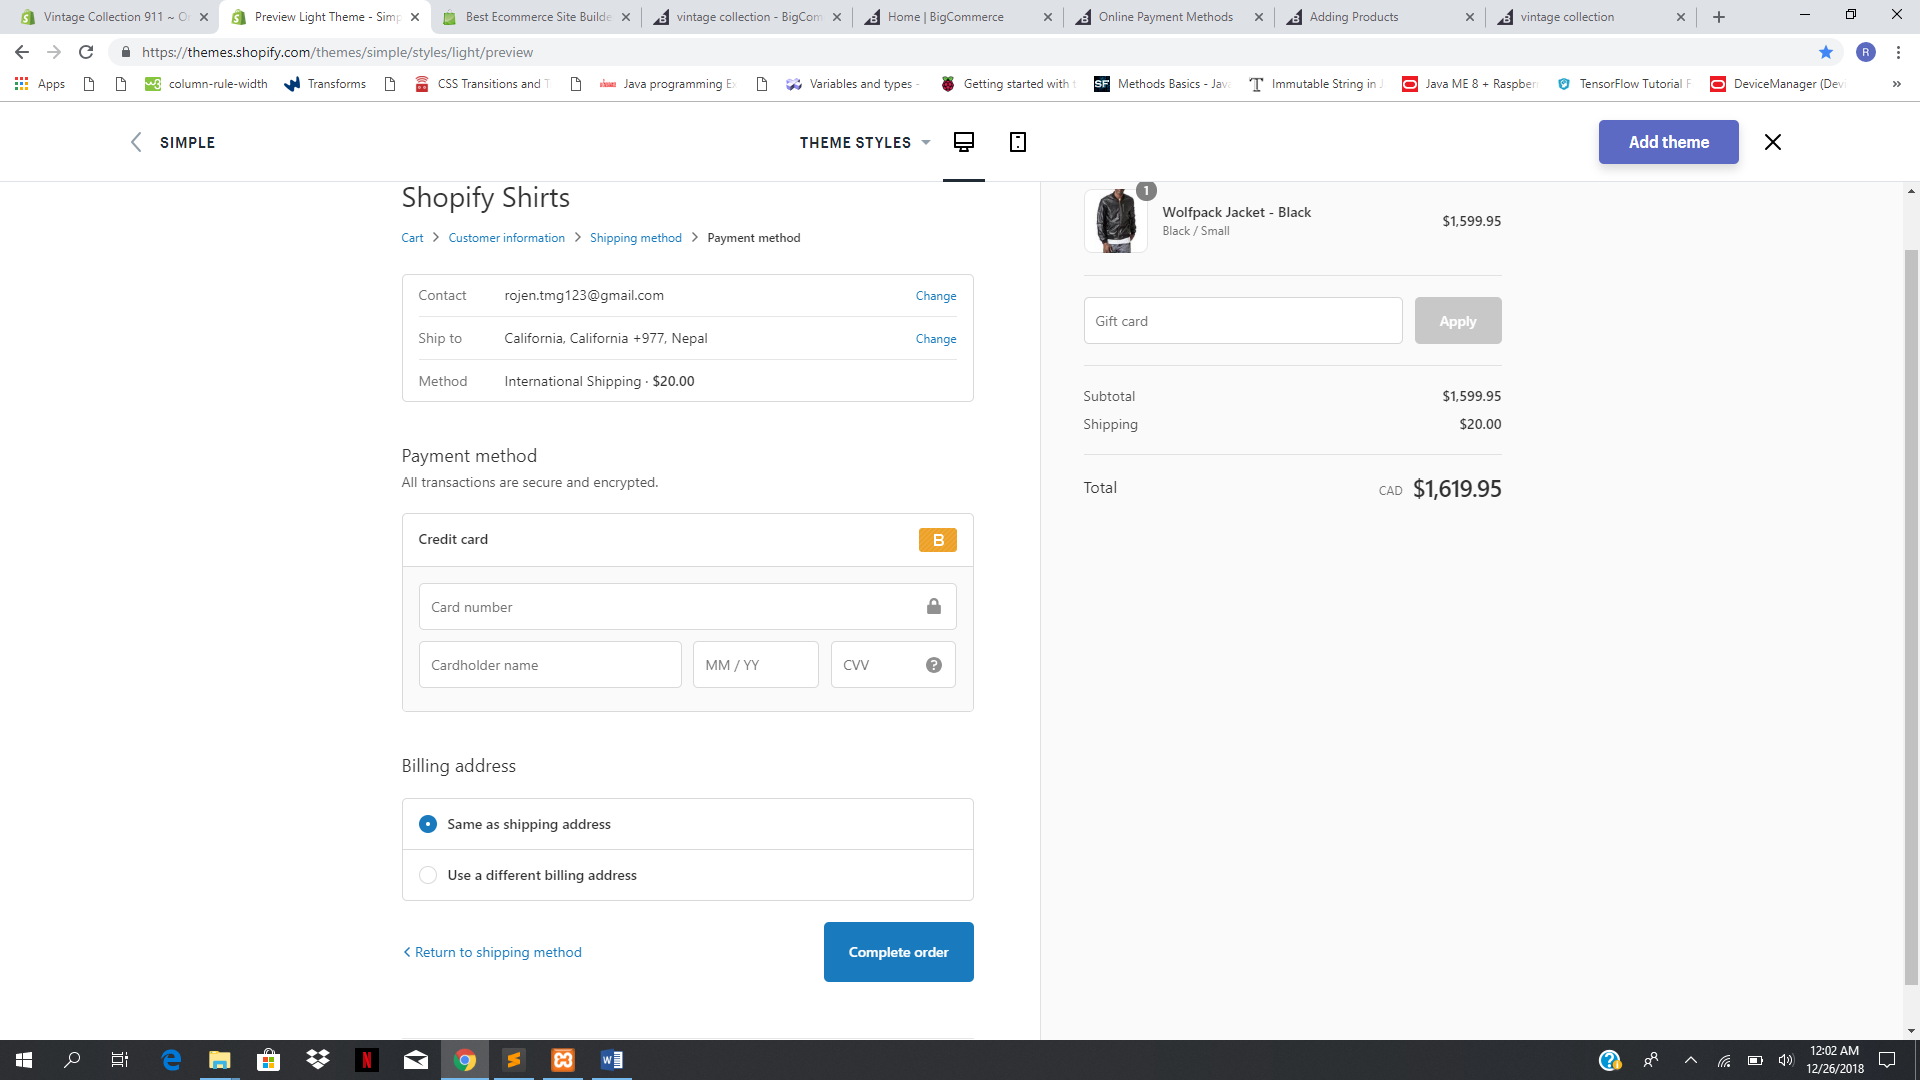 Vintage Collection 911 ~ O
Preview Light Theme - Simp
Best Ecommerce Site Builde
vintage collection - BigCom
Home | BigCommerce
Online Payment Methods
Adding Products
vintage collection
https://themes.shopify.com/themes/simple/styles/light/preview
R
Apps
column-rule-width
Transforms
CSS Transitions and T
Java programming Ex
Variables and types -
Getting started with t
Methods Basics - Java
Immutable String in J
Java ME 8 + Raspberr
TensorFlow Tutorial F
DeviceManager (Devi
SIMPLE
THEME STYLES
Add theme
Shopify Shirts
Cart > Customer information > Shipping method > Payment method
Contact rojen.tmg123@gmail.com Change
Ship to California, California +977, Nepal Change
Method International Shipping · $20.00
Payment method
All transactions are secure and encrypted.
Credit card B
Card number
Cardholder name MM / YY CVV ?
Billing address
Same as shipping address
Use a different billing address
< Return to shipping method
Complete order
1
Wolfpack Jacket - Black
Black / Small
$1,599.95
Gift card Apply
Subtotal $1,599.95
Shipping $20.00
Total CAD $1,619.95
12:02 AM
12/26/2018